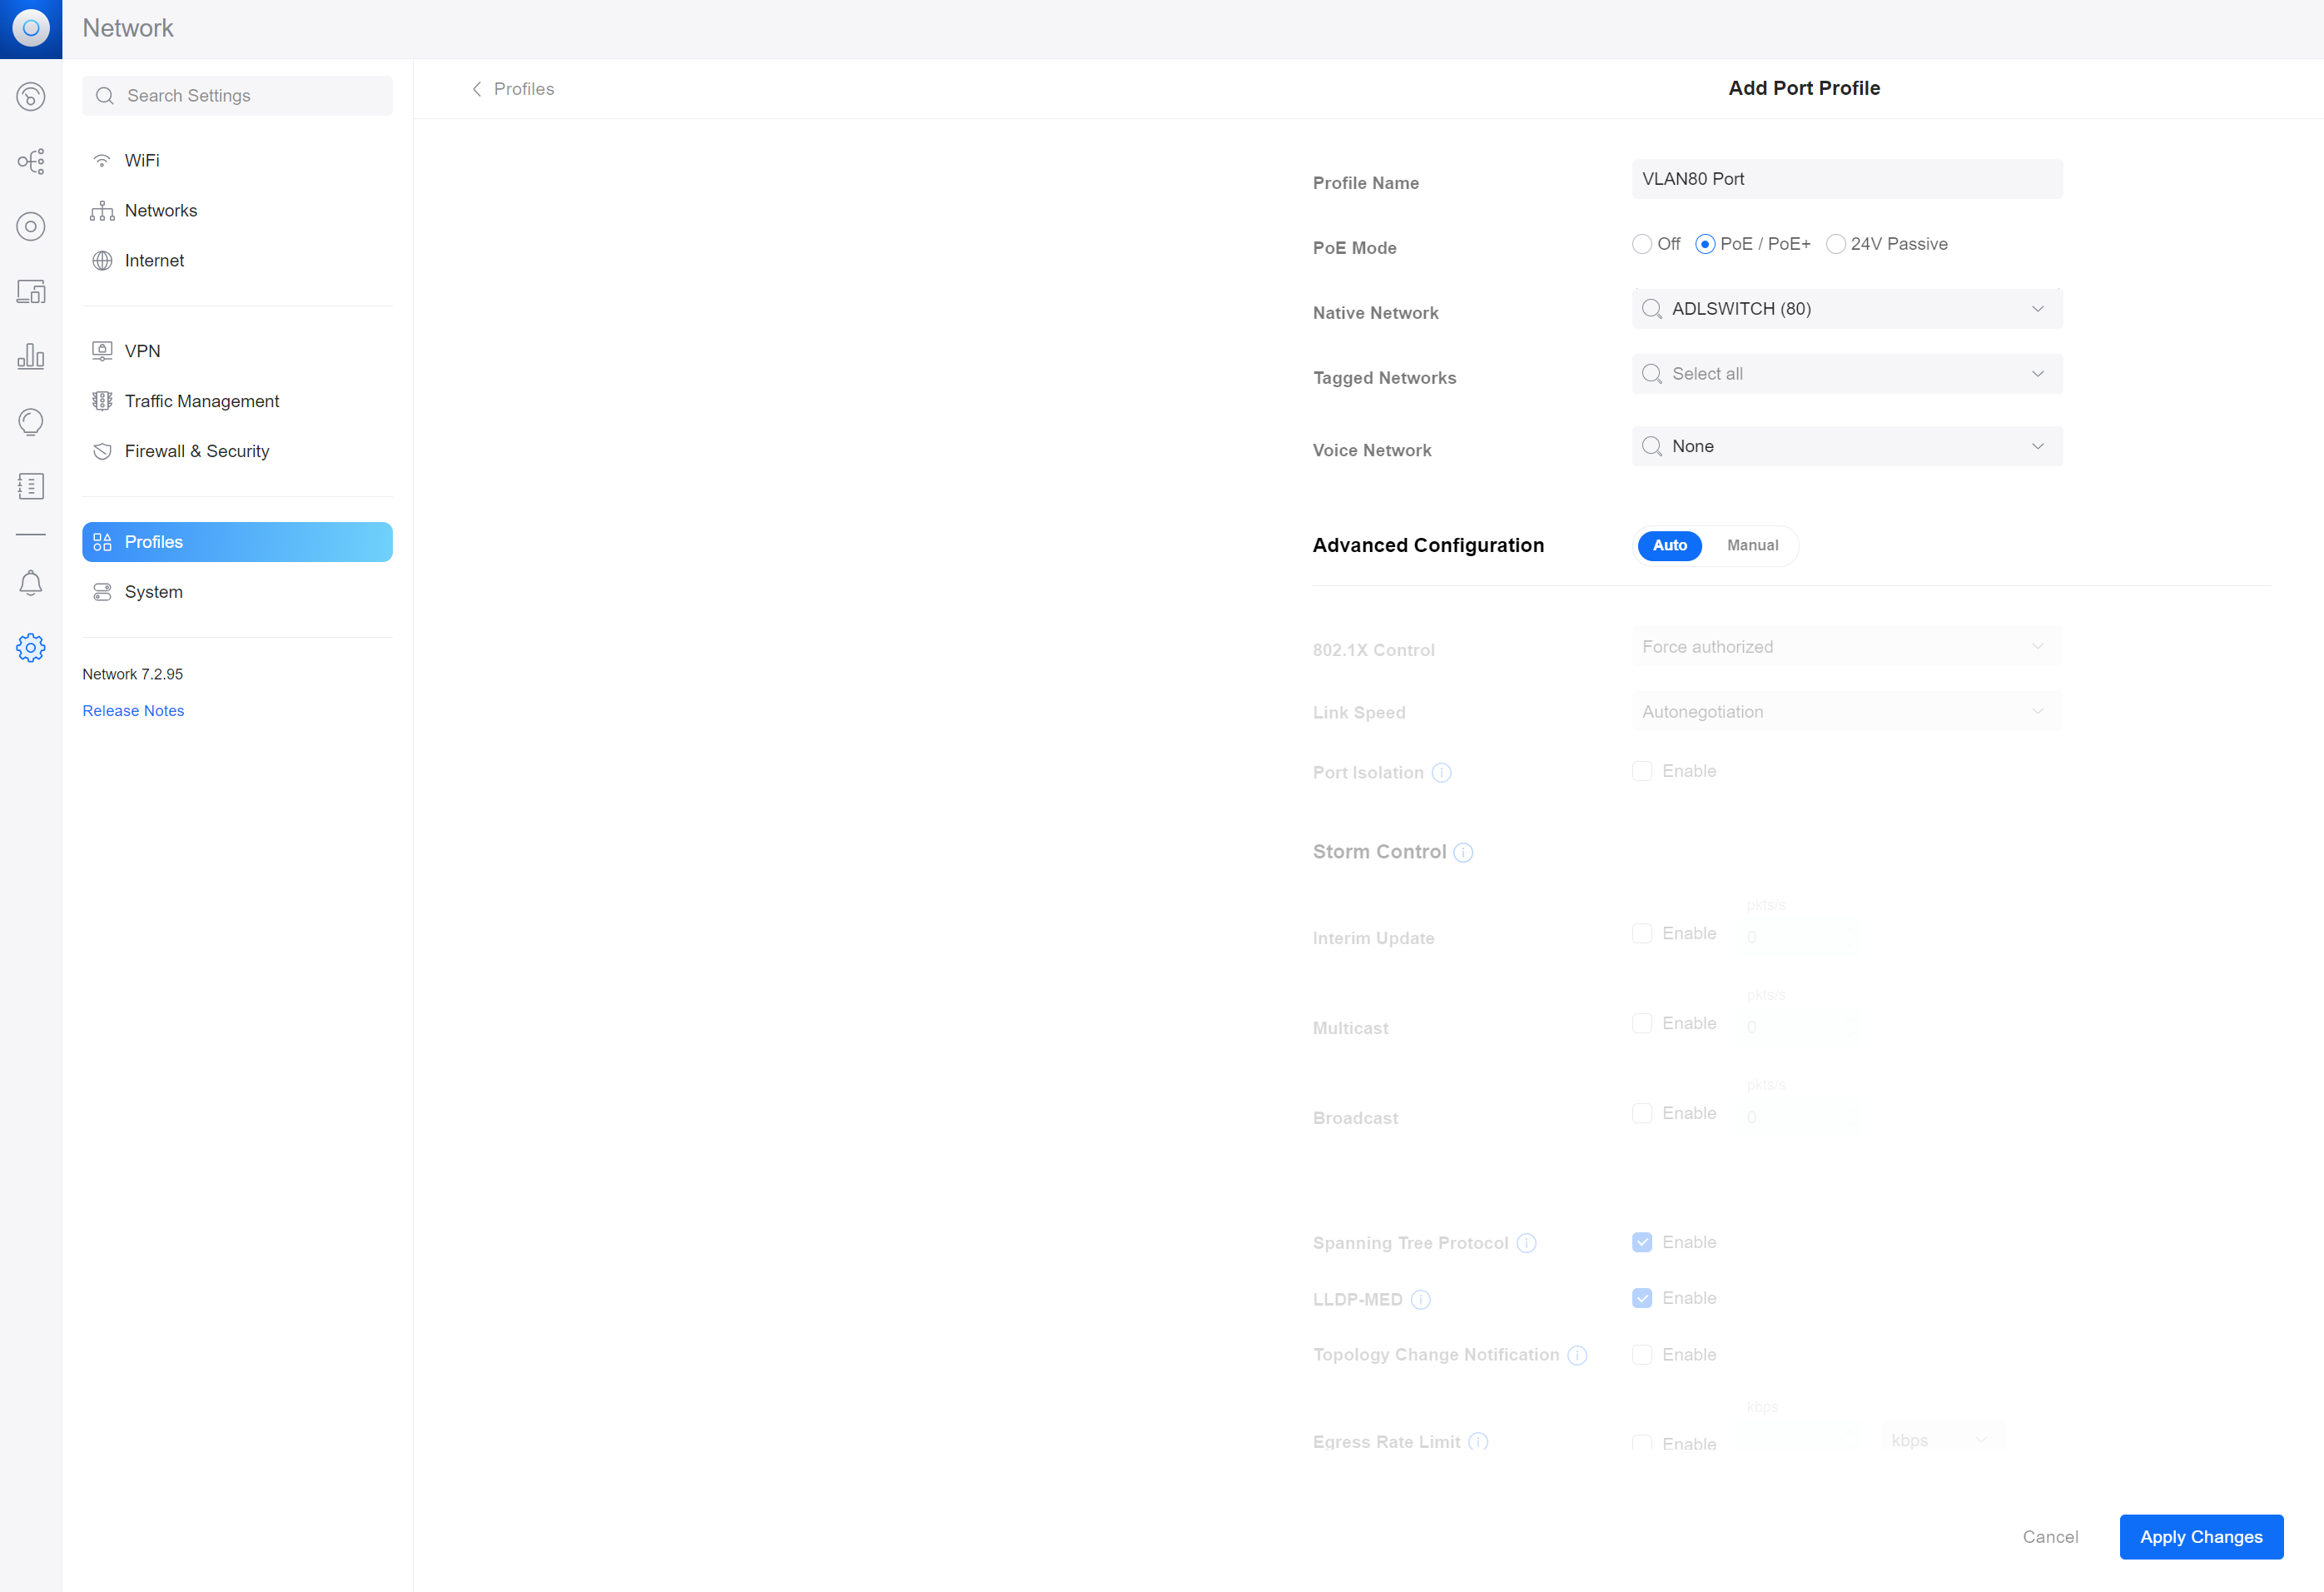 Network
Search Settings
WiFi
Networks
Internet
VPN
Traffic Management
Firewall & Security
Profiles
System
Network 7.2.95
Release Notes
Profiles
Add Port Profile
Profile Name
VLAN80 Port
PoE Mode
Off PoE / PoE+ 24V Passive
Native Network
ADLSWITCH (80)
Tagged Networks
Select all
Voice Network
None
Advanced Configuration
Auto Manual
802.1X Control
Force authorized
Link Speed
Autonegotiation
Port Isolation
Enable
Storm Control
pkts/s
Interim Update
Enable 0
pkts/s
Multicast
Enable 0
pkts/s
Broadcast
Enable 0
Spanning Tree Protocol
Enable
LLDP-MED
Enable
Topology Change Notification
Enable
kbps
Egress Rate Limit
Enable kbps
Cancel
Apply Changes